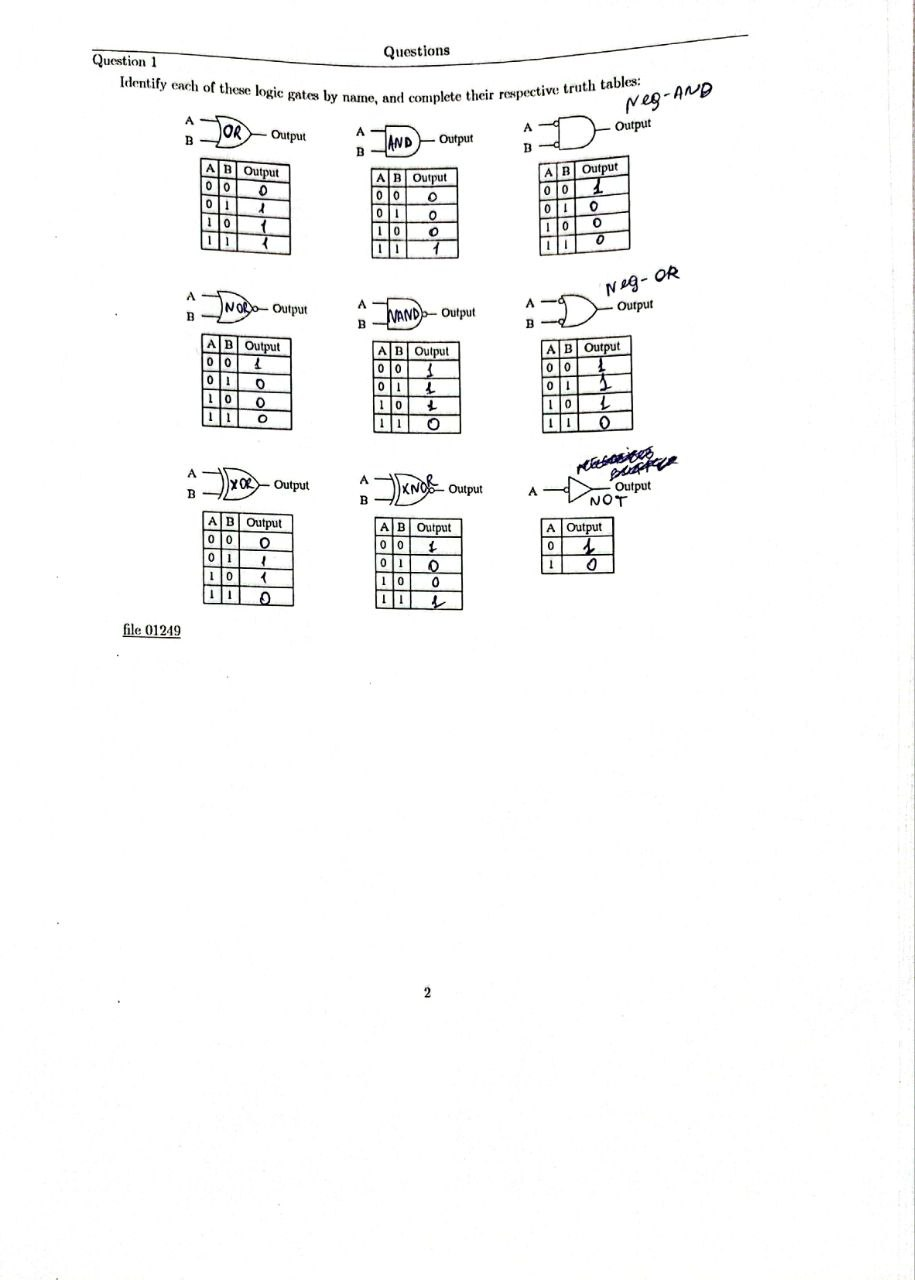 Questions
Question 1
Identify each of these logic gates by name, and complete their respective truth tables:
A
B
OR
Output
A B Output
0 0 0
0 1 1
1 0 1
1 1 1
A
B
AND
Output
A B Output
0 0 0
0 1 0
1 0 0
1 1 1
Neg-AND
A
B
Output
A B Output
0 0 1
0 1 0
1 0 0
1 1 0
A
B
NOR
Output
A B Output
0 0 1
0 1 0
1 0 0
1 1 0
A
B
NAND
Output
A B Output
0 0 1
0 1 1
1 0 1
1 1 0
Neg-OR
A
B
Output
A B Output
0 0 1
0 1 1
1 0 1
1 1 0
A
B
XOR
Output
A B Output
0 0 0
0 1 1
1 0 1
1 1 0
A
B
XNOR
Output
A B Output
0 0 1
0 1 0
1 0 0
1 1 1
A
Output
NOT
A Output
0 1
1 0
file 01249
2